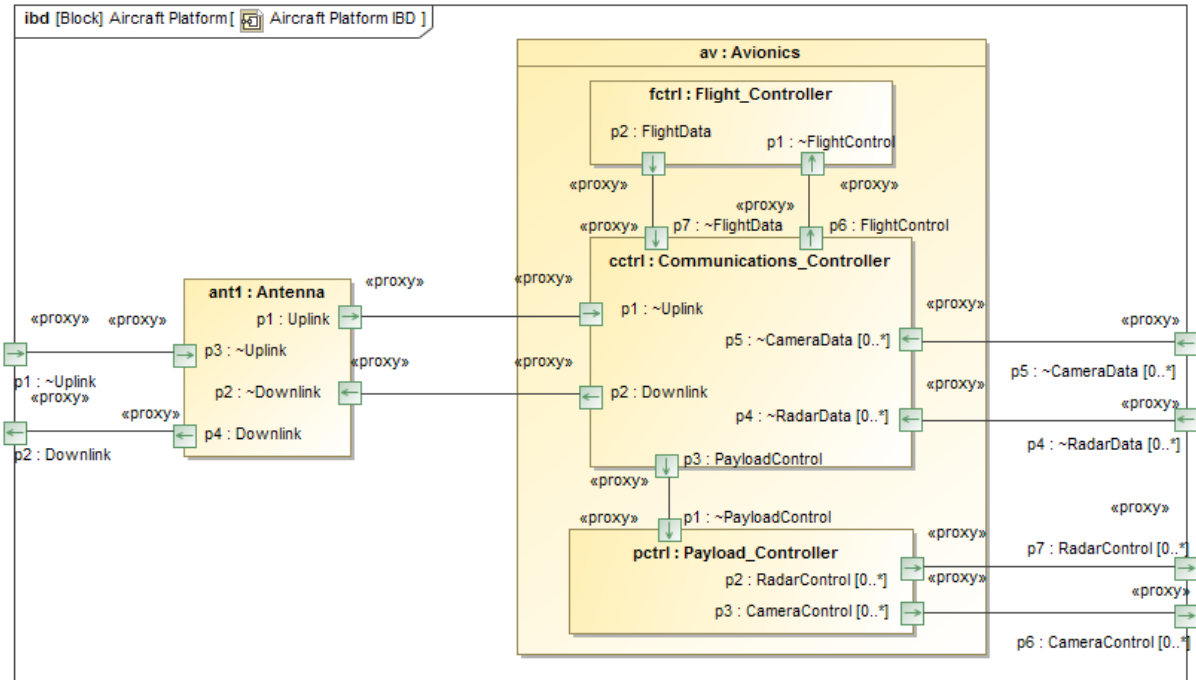 ibd [Block] Aircraft Platform [ Aircraft Platform IBD ]
av : Avionics
fctrl : Flight_Controller
p2 : FlightData
p1 : ~FlightControl
«proxy»
«proxy»
«proxy»
«proxy»
p7 : ~FlightData
p6 : FlightControl
cctrl : Communications_Controller
«proxy»
«proxy»
ant1 : Antenna
p1 : Uplink
p1 : ~Uplink
«proxy»
«proxy»
«proxy»
«proxy»
p3 : ~Uplink
p5 : ~CameraData [0..*]
«proxy»
«proxy»
p1 : ~Uplink
p5 : ~CameraData [0..*]
«proxy»
p2 : ~Downlink
p2 : Downlink
«proxy»
«proxy»
«proxy»
p4 : Downlink
p4 : ~RadarData [0..*]
p2 : Downlink
p4 : ~RadarData [0..*]
p3 : PayloadControl
«proxy»
«proxy»
p1 : ~PayloadControl
«proxy»
«proxy»
pctrl : Payload_Controller
p7 : RadarControl [0..*]
p2 : RadarControl [0..*]
«proxy»
«proxy»
p3 : CameraControl [0..*]
p6 : CameraControl [0..*]